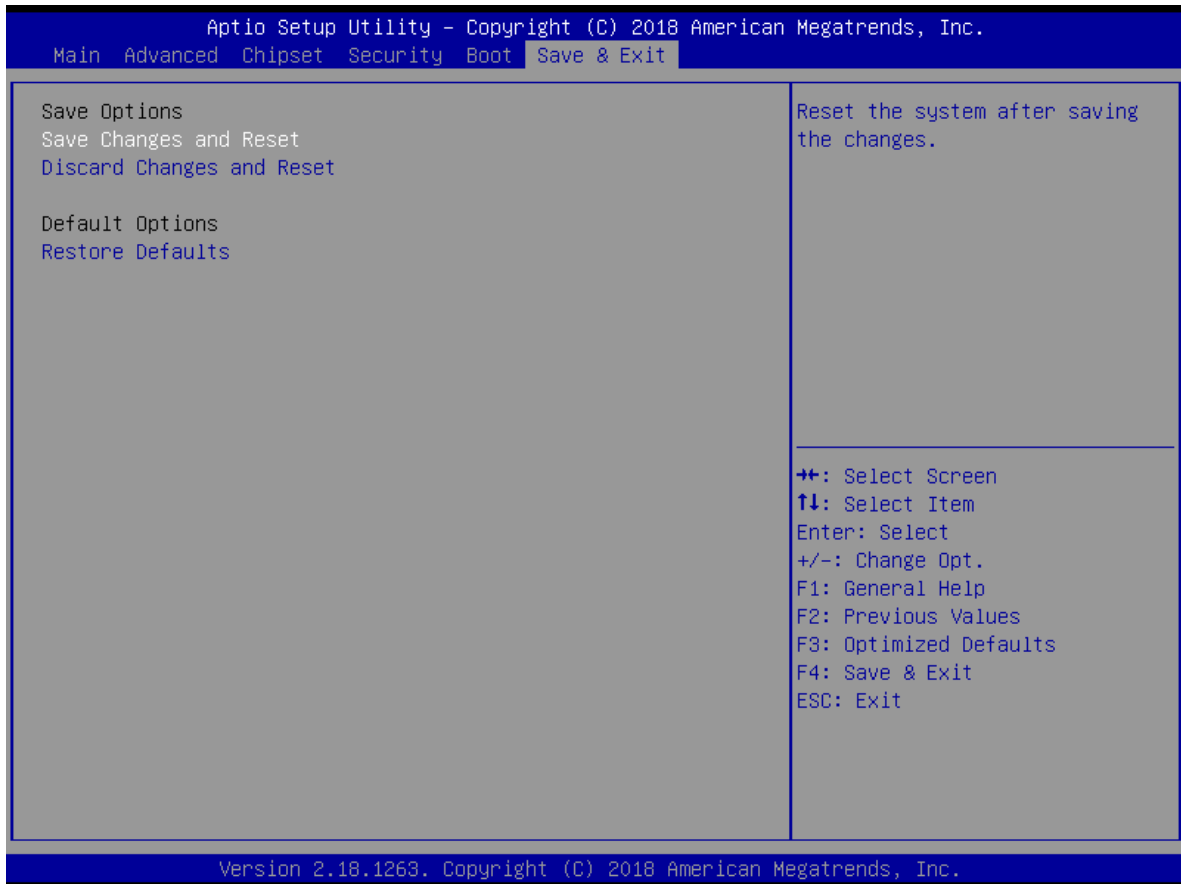 Aptio Setup Utility – Copyright (C) 2018 American Megatrends, Inc.
Main Advanced Chipset Security Boot Save & Exit
Save Options
Save Changes and Reset
Discard Changes and Reset
Default Options
Restore Defaults
Reset the system after saving
the changes.
→←: Select Screen
↑↓: Select Item
Enter: Select
+/-: Change Opt.
F1: General Help
F2: Previous Values
F3: Optimized Defaults
F4: Save & Exit
ESC: Exit
Version 2.18.1263. Copyright (C) 2018 American Megatrends, Inc.